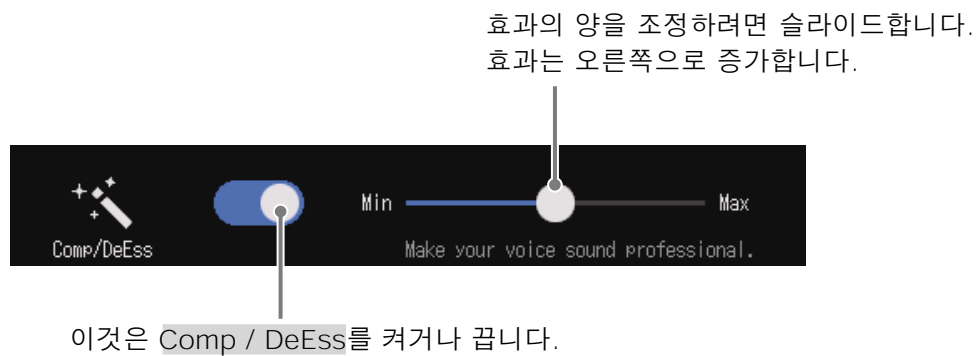 효과의 양을 조정하려면 슬라이드합니다.
효과는 오른쪽으로 증가합니다.
Min
Max
Comp/DeEss
Make your voice sound professional.
이것은 Comp / DeEss를 켜거나 끕니다.